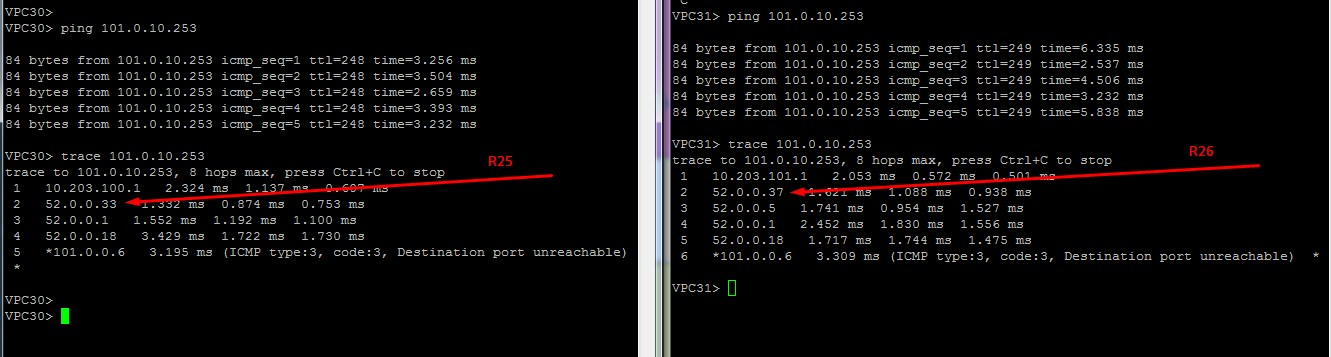 VPC30>
VPC30> ping 101.0.10.253
84 bytes from 101.0.10.253 icmp_seq=1 ttl=248 time=3.256 ms
84 bytes from 101.0.10.253 icmp_seq=2 ttl=248 time=3.504 ms
84 bytes from 101.0.10.253 icmp_seq=3 ttl=248 time=2.659 ms
84 bytes from 101.0.10.253 icmp_seq=4 ttl=248 time=3.393 ms
84 bytes from 101.0.10.253 icmp_seq=5 ttl=248 time=3.232 ms
VPC30> trace 101.0.10.253
R25
trace to 101.0.10.253, 8 hops max, press Ctrl+C to stop
1 10.203.100.1 2.324 ms 1.137 ms 0.607 ms
2 52.0.0.33 1.332 ms 0.874 ms 0.753 ms
3 52.0.0.1 1.552 ms 1.192 ms 1.100 ms
4 52.0.0.18 3.429 ms 1.722 ms 1.730 ms
5 *101.0.0.6 3.195 ms (ICMP type:3, code:3, Destination port unreachable)
*
VPC30>
VPC30>
^C
VPC31> ping 101.0.10.253
84 bytes from 101.0.10.253 icmp_seq=1 ttl=249 time=6.335 ms
84 bytes from 101.0.10.253 icmp_seq=2 ttl=249 time=2.537 ms
84 bytes from 101.0.10.253 icmp_seq=3 ttl=249 time=4.506 ms
84 bytes from 101.0.10.253 icmp_seq=4 ttl=249 time=3.232 ms
84 bytes from 101.0.10.253 icmp_seq=5 ttl=249 time=5.838 ms
VPC31> trace 101.0.10.253
R26
trace to 101.0.10.253, 8 hops max, press Ctrl+C to stop
1 10.203.101.1 2.053 ms 0.572 ms 0.501 ms
2 52.0.0.37 1.621 ms 1.088 ms 0.938 ms
3 52.0.0.5 1.741 ms 0.954 ms 1.527 ms
4 52.0.0.1 2.452 ms 1.830 ms 1.556 ms
5 52.0.0.18 1.717 ms 1.744 ms 1.475 ms
6 *101.0.0.6 3.309 ms (ICMP type:3, code:3, Destination port unreachable) *
VPC31>